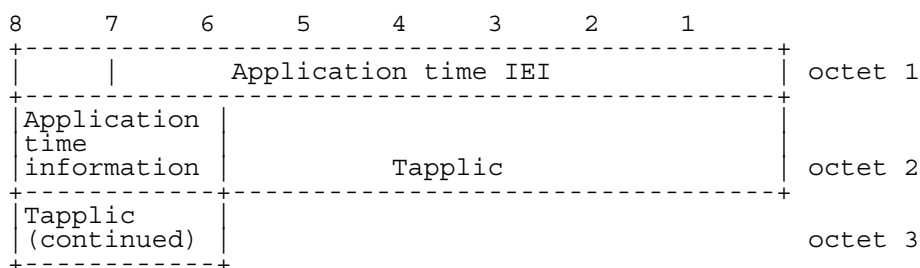 8 7 6 5 4 3 2 1
Application time IEI octet 1
Application
time
information Tapplic octet 2
Tapplic
(continued) octet 3